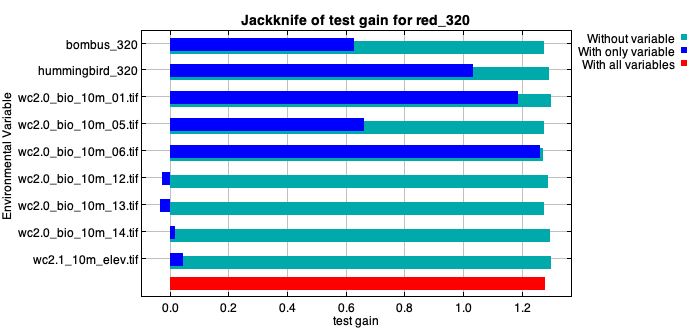 Jackknife of test gain for red_320
Without variable
With only variable
With all variables
Environmental Variable
bombus_320
hummingbird_320
wc2.0_bio_10m_01.tif
wc2.0_bio_10m_05.tif
wc2.0_bio_10m_06.tif
wc2.0_bio_10m_12.tif
wc2.0_bio_10m_13.tif
wc2.0_bio_10m_14.tif
wc2.1_10m_elev.tif
0.0 0.2 0.4 0.6 0.8 1.0 1.2
test gain